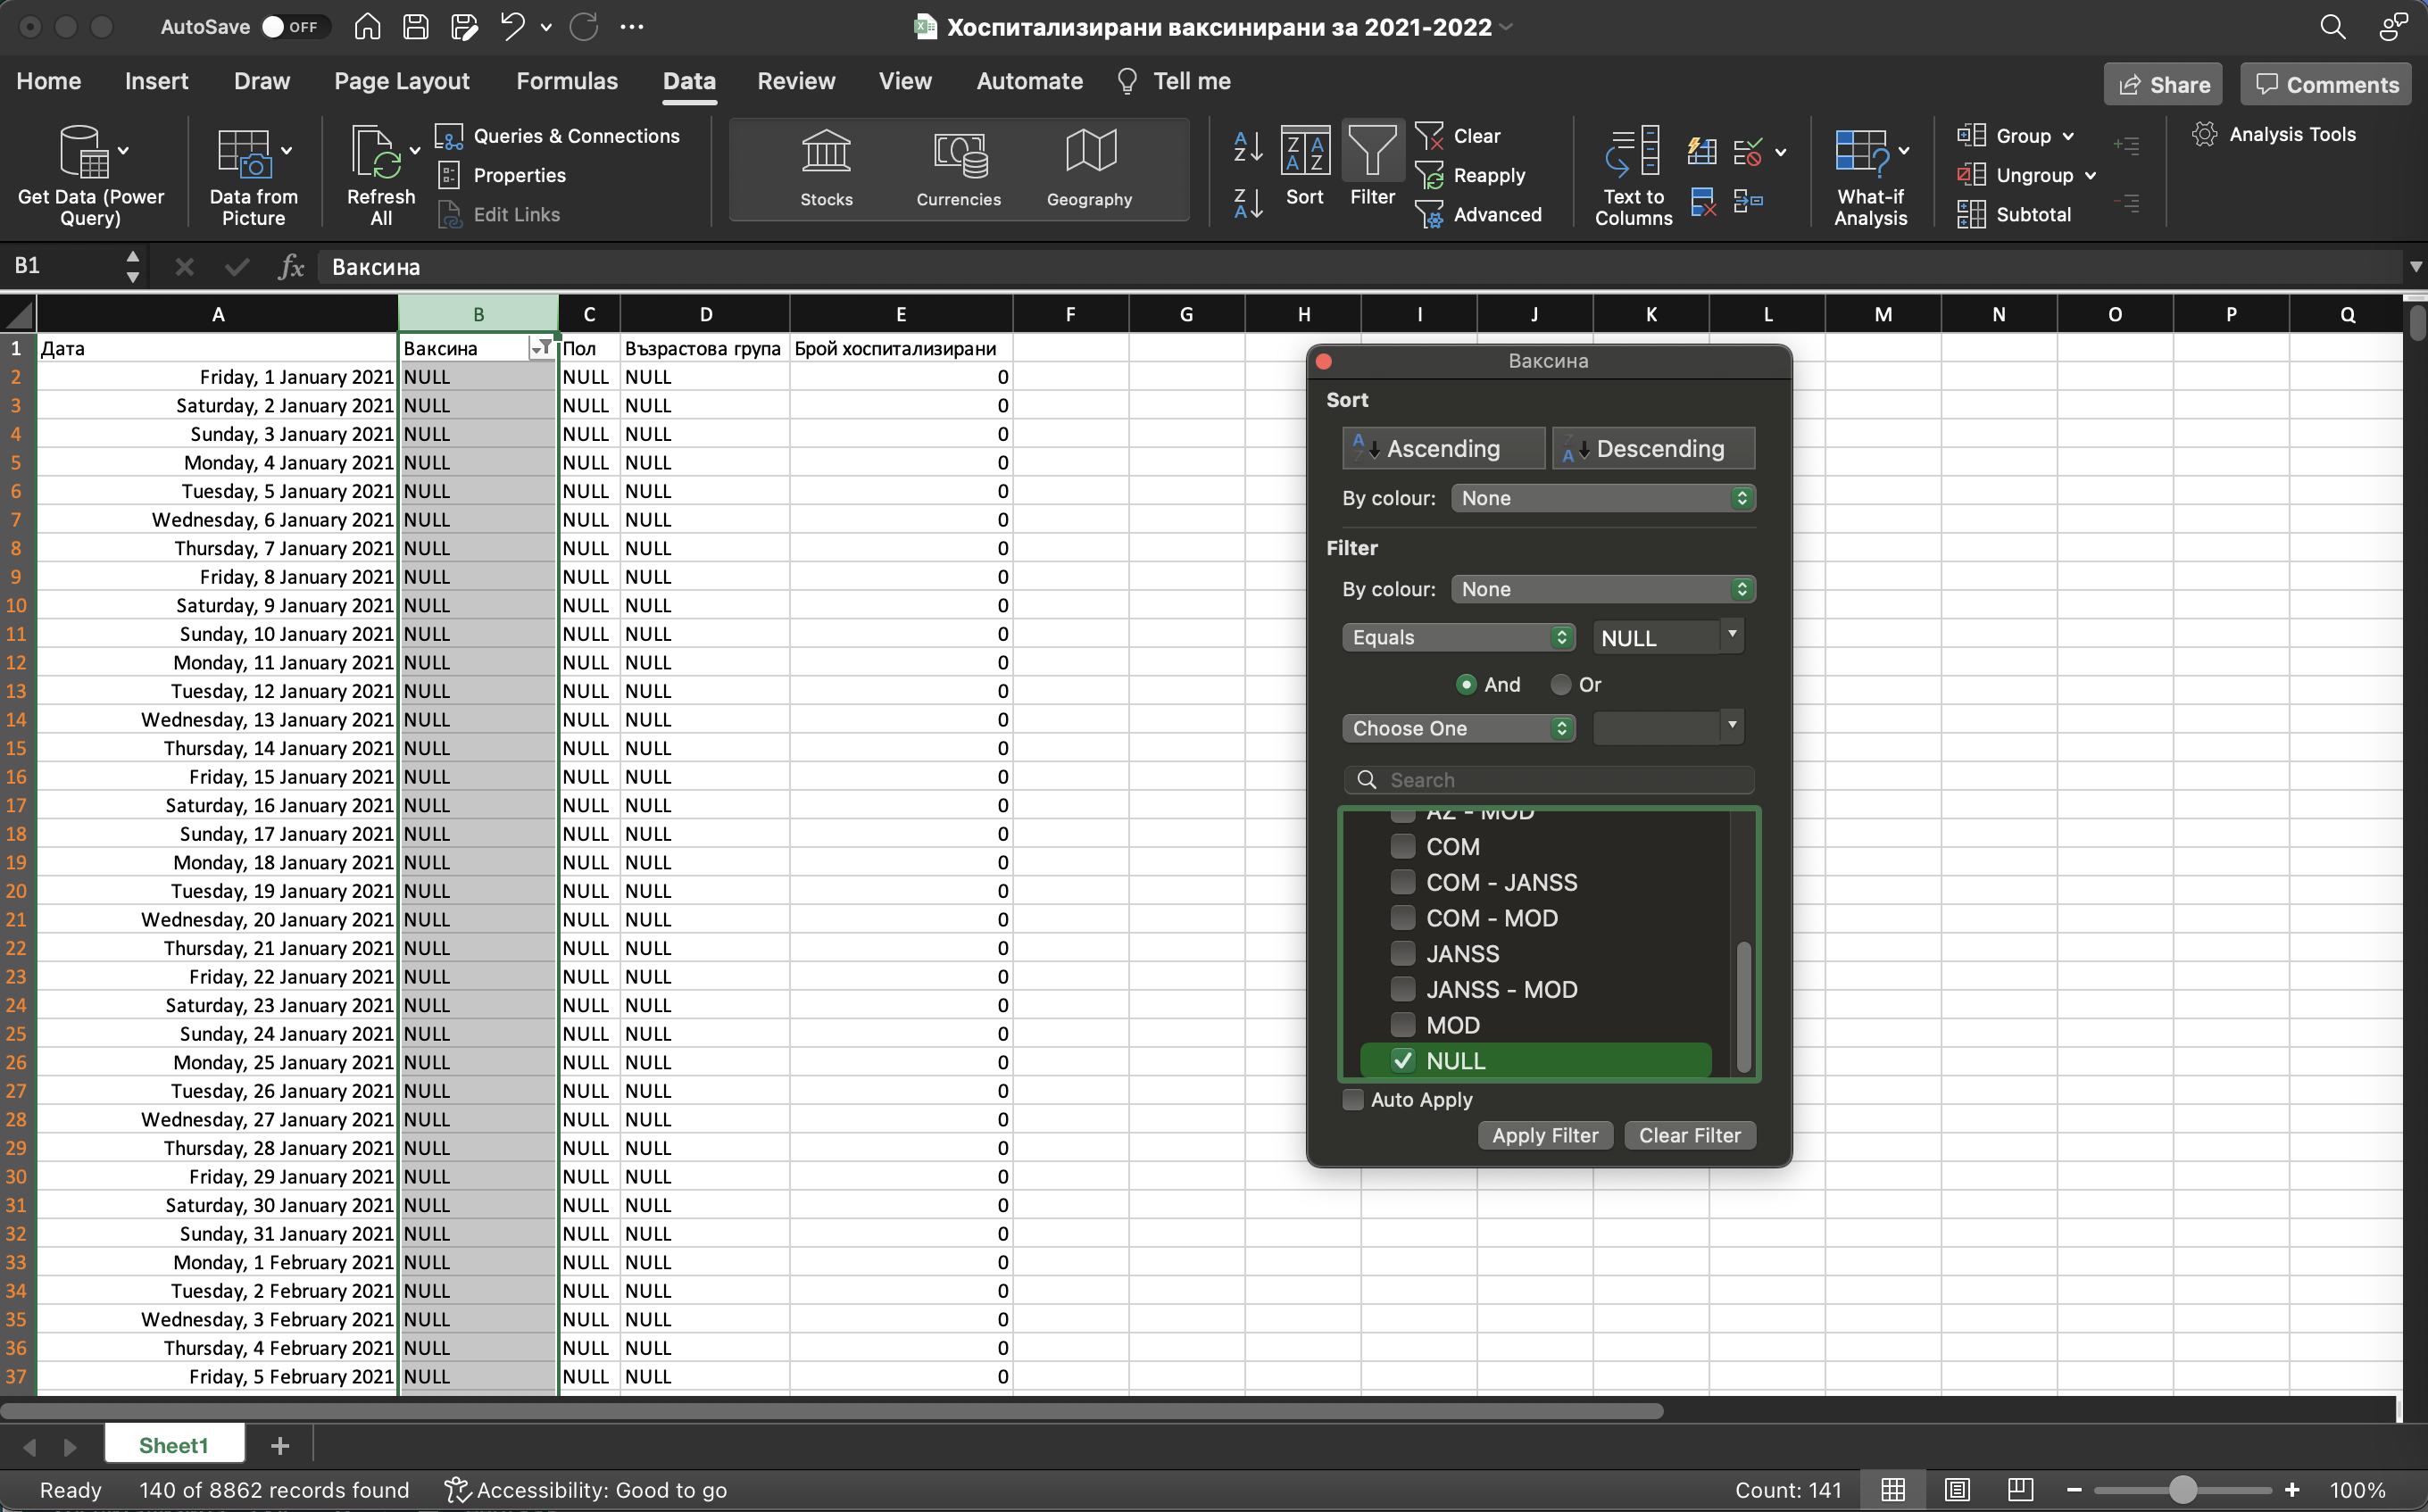 AutoSave OFF Хоспитализирани ваксинирани за 2021-2022
Home Insert Draw Page Layout Formulas Data Review View Automate Tell me Share Comments
Get Data (Power Query) Data from Picture Refresh All Queries & Connections Properties Edit Links
Stocks Currencies Geography
Sort Filter Clear Reapply Advanced
Text to Columns What-if Analysis Group Ungroup Subtotal Analysis Tools
B1 fx Ваксина
A B C D E F G H I J K L M N O P Q
1 Дата Ваксина Пол Възрастова група Брой хоспитализирани
2 Friday, 1 January 2021 NULL NULL NULL 0
3 Saturday, 2 January 2021 NULL NULL NULL 0
4 Sunday, 3 January 2021 NULL NULL NULL 0
5 Monday, 4 January 2021 NULL NULL NULL 0
6 Tuesday, 5 January 2021 NULL NULL NULL 0
7 Wednesday, 6 January 2021 NULL NULL NULL 0
8 Thursday, 7 January 2021 NULL NULL NULL 0
9 Friday, 8 January 2021 NULL NULL NULL 0
10 Saturday, 9 January 2021 NULL NULL NULL 0
11 Sunday, 10 January 2021 NULL NULL NULL 0
12 Monday, 11 January 2021 NULL NULL NULL 0
13 Tuesday, 12 January 2021 NULL NULL NULL 0
14 Wednesday, 13 January 2021 NULL NULL NULL 0
15 Thursday, 14 January 2021 NULL NULL NULL 0
16 Friday, 15 January 2021 NULL NULL NULL 0
17 Saturday, 16 January 2021 NULL NULL NULL 0
18 Sunday, 17 January 2021 NULL NULL NULL 0
19 Monday, 18 January 2021 NULL NULL NULL 0
20 Tuesday, 19 January 2021 NULL NULL NULL 0
21 Wednesday, 20 January 2021 NULL NULL NULL 0
22 Thursday, 21 January 2021 NULL NULL NULL 0
23 Friday, 22 January 2021 NULL NULL NULL 0
24 Saturday, 23 January 2021 NULL NULL NULL 0
25 Sunday, 24 January 2021 NULL NULL NULL 0
26 Monday, 25 January 2021 NULL NULL NULL 0
27 Tuesday, 26 January 2021 NULL NULL NULL 0
28 Wednesday, 27 January 2021 NULL NULL NULL 0
29 Thursday, 28 January 2021 NULL NULL NULL 0
30 Friday, 29 January 2021 NULL NULL NULL 0
31 Saturday, 30 January 2021 NULL NULL NULL 0
32 Sunday, 31 January 2021 NULL NULL NULL 0
33 Monday, 1 February 2021 NULL NULL NULL 0
34 Tuesday, 2 February 2021 NULL NULL NULL 0
35 Wednesday, 3 February 2021 NULL NULL NULL 0
36 Thursday, 4 February 2021 NULL NULL NULL 0
37 Friday, 5 February 2021 NULL NULL NULL 0
Ваксина
Sort
Ascending Descending
By colour: None
Filter
By colour: None
Equals NULL
And Or
Choose One
Search
AZ - MOD
COM
COM - JANSS
COM - MOD
JANSS
JANSS - MOD
MOD
NULL
Auto Apply
Apply Filter Clear Filter
Sheet1
Ready 140 of 8862 records found Accessibility: Good to go Count: 141 100%